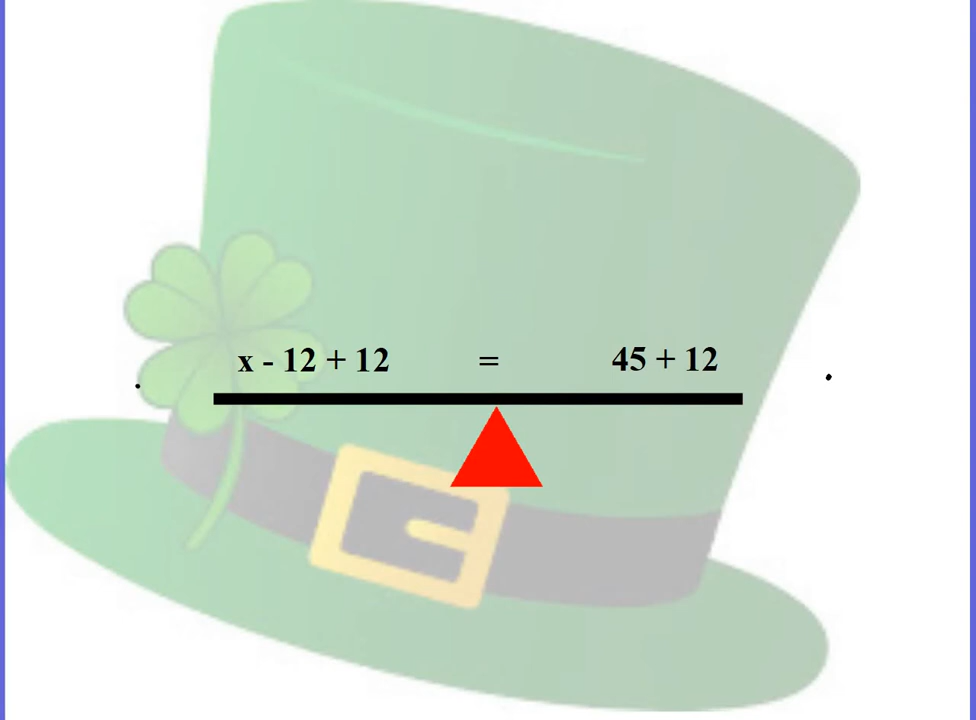 x - 12 + 12 = 45 + 12